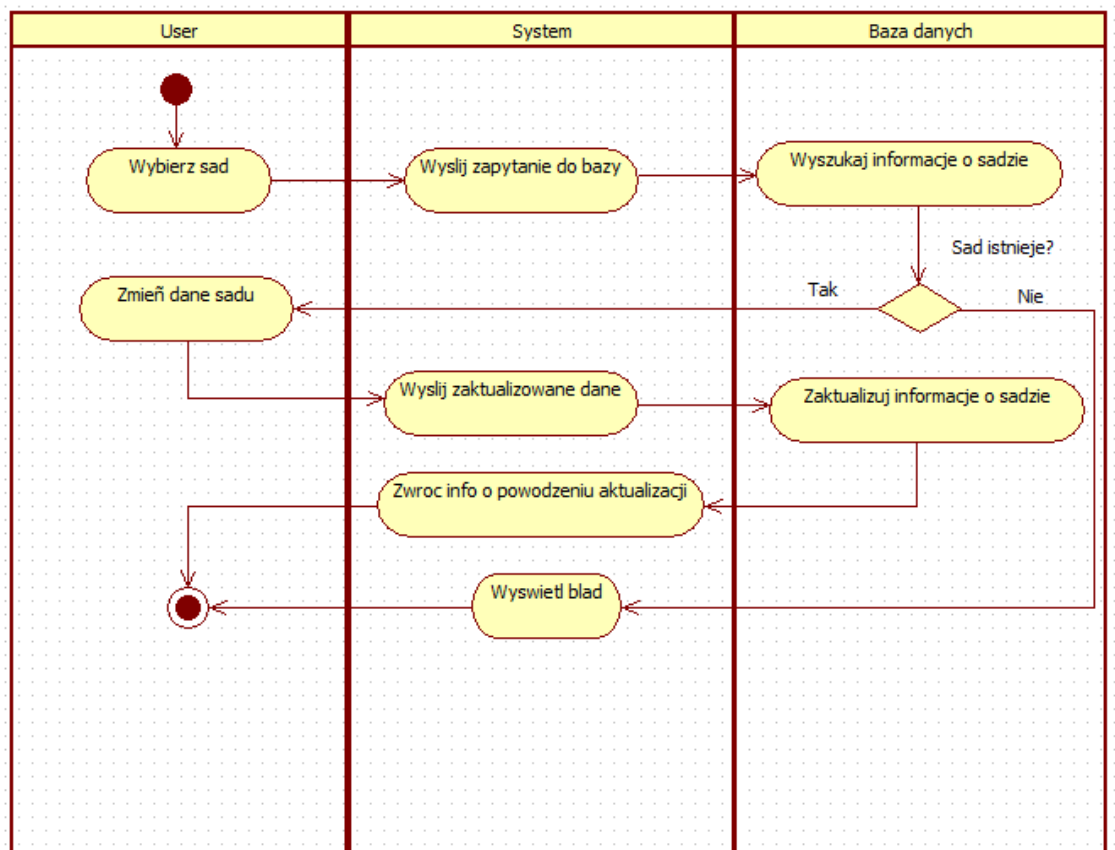 User
System
Baza danych
Wybierz sad
Wyslij zapytanie do bazy
Wyszukaj informacje o sadzie
Sad istnieje?
Zmieñ dane sadu
Tak
Nie
Wyslij zaktualizowane dane
Zaktualizuj informacje o sadzie
Zwroc info o powodzeniu aktualizacji
Wyswietl blad